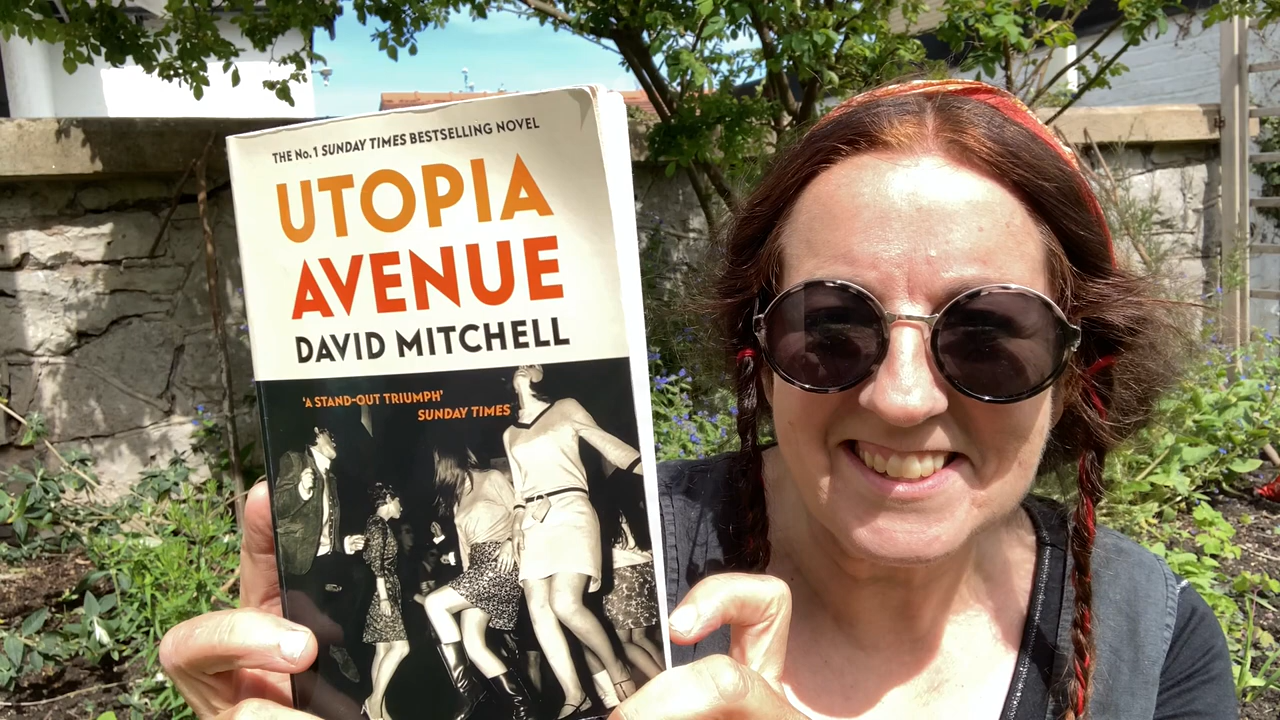 THE No. 1 SUNDAY TIMES BESTSELLING NOVEL
UTOPIA
AVENUE
DAVID MITCHELL
'A STAND-OUT TRIUMPH'
SUNDAY TIMES